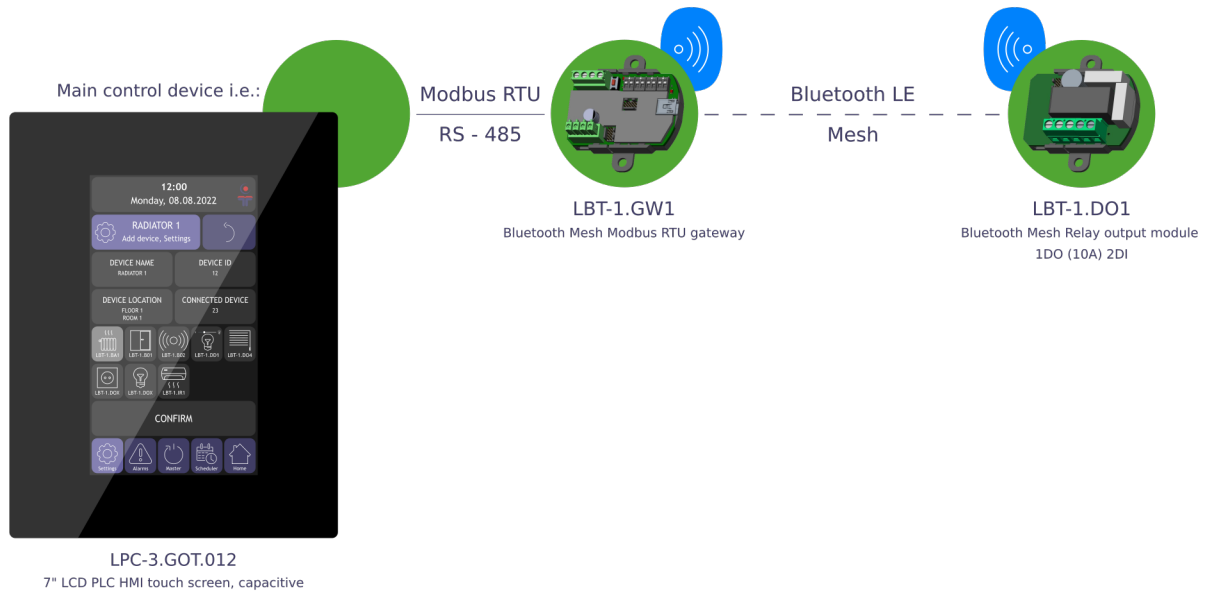 Main control device i.e.:
Modbus RTU
RS - 485
Bluetooth LE
Mesh
LBT-1.GW1
Bluetooth Mesh Modbus RTU gateway
LBT-1.DO1
Bluetooth Mesh Relay output module
1DO (10A) 2DI
12:00
Monday, 08.08.2022
RADIATOR 1
Add device, Settings
DEVICE NAME
RADIATOR 1
DEVICE ID
12
DEVICE LOCATION
FLOOR 1
ROOM 1
CONNECTED DEVICE
23
LBT-1.RA1 LBT-1.BO1 LBT-1.BO2 LBT-1.DD1 LBT-1.DO4
LBT-1.DOX LBT-1.DOX LBT-1.IR1
CONFIRM
Settings Alarms Master Scheduler Home
LPC-3.GOT.012
7" LCD PLC HMI touch screen, capacitive